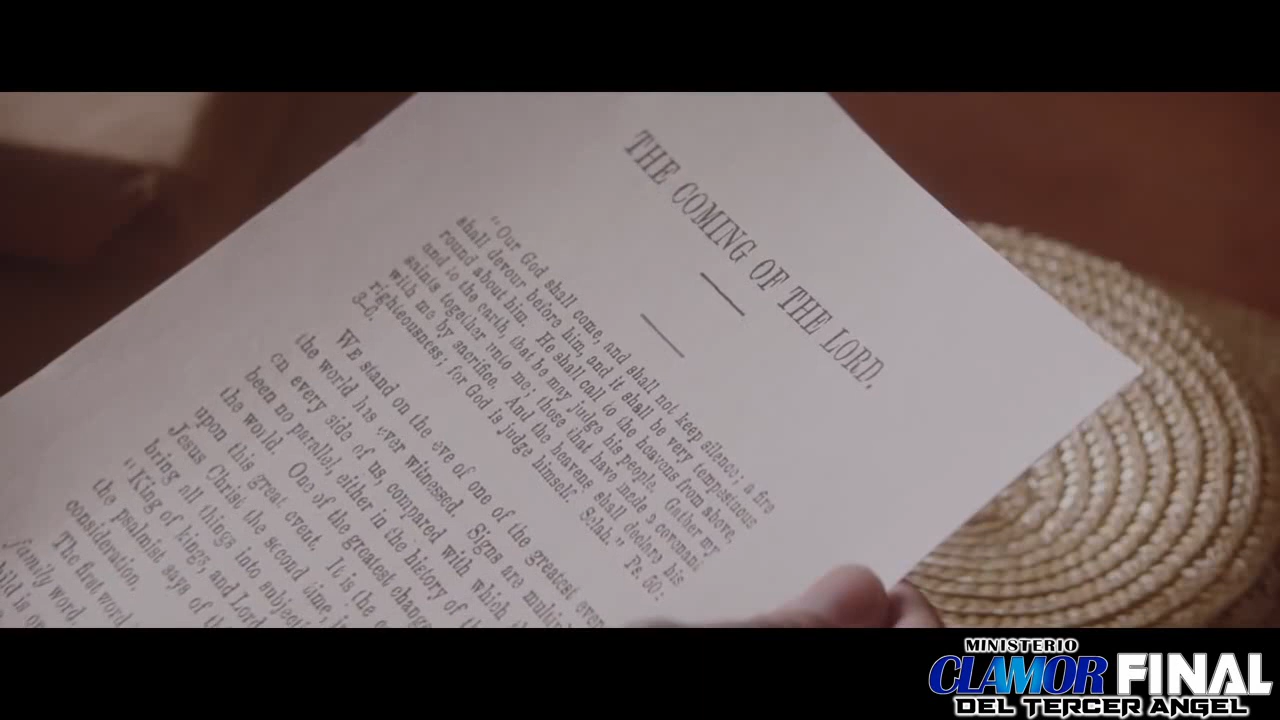 THE COMING OF THE LORD.
“Our God shall come, and shall not keep silence; a fire
shall devour before him, and it shall be very tempestuous
round about him. He shall call to the heavens from above,
and to the earth, that he may judge his people. Gather my
saints together unto me; those that have made a covenant
with me by sacrifice. And the heavens shall declare his
righteousness; for God is judge himself. Selah.” Ps. 50:
3-6.
WE stand on the eve of one of the greatest
the world has ever witnessed. Signs are
on every side of us, compared with which
been no parallel, either in the history of
the world. One of the greatest
upon this great event. It is the
Jesus Christ the second time,
bring all things into
“King of kings, and Lord
the psalmist says of
consideration.
The first word
family word.
is
MINISTERIO
CLAMOR FINAL
DEL TERCER ANGEL